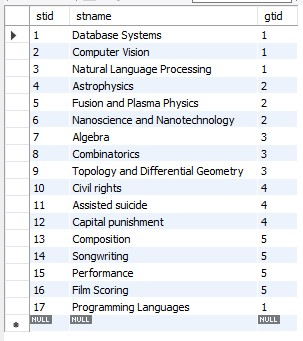 stid stname gtid
1 Database Systems 1
2 Computer Vision 1
3 Natural Language Processing 1
4 Astrophysics 2
5 Fusion and Plasma Physics 2
6 Nanoscience and Nanotechnology 2
7 Algebra 3
8 Combinatorics 3
9 Topology and Differential Geometry 3
10 Civil rights 4
11 Assisted suicide 4
12 Capital punishment 4
13 Composition 5
14 Songwriting 5
15 Performance 5
16 Film Scoring 5
17 Programming Languages 1
NULL NULL NULL